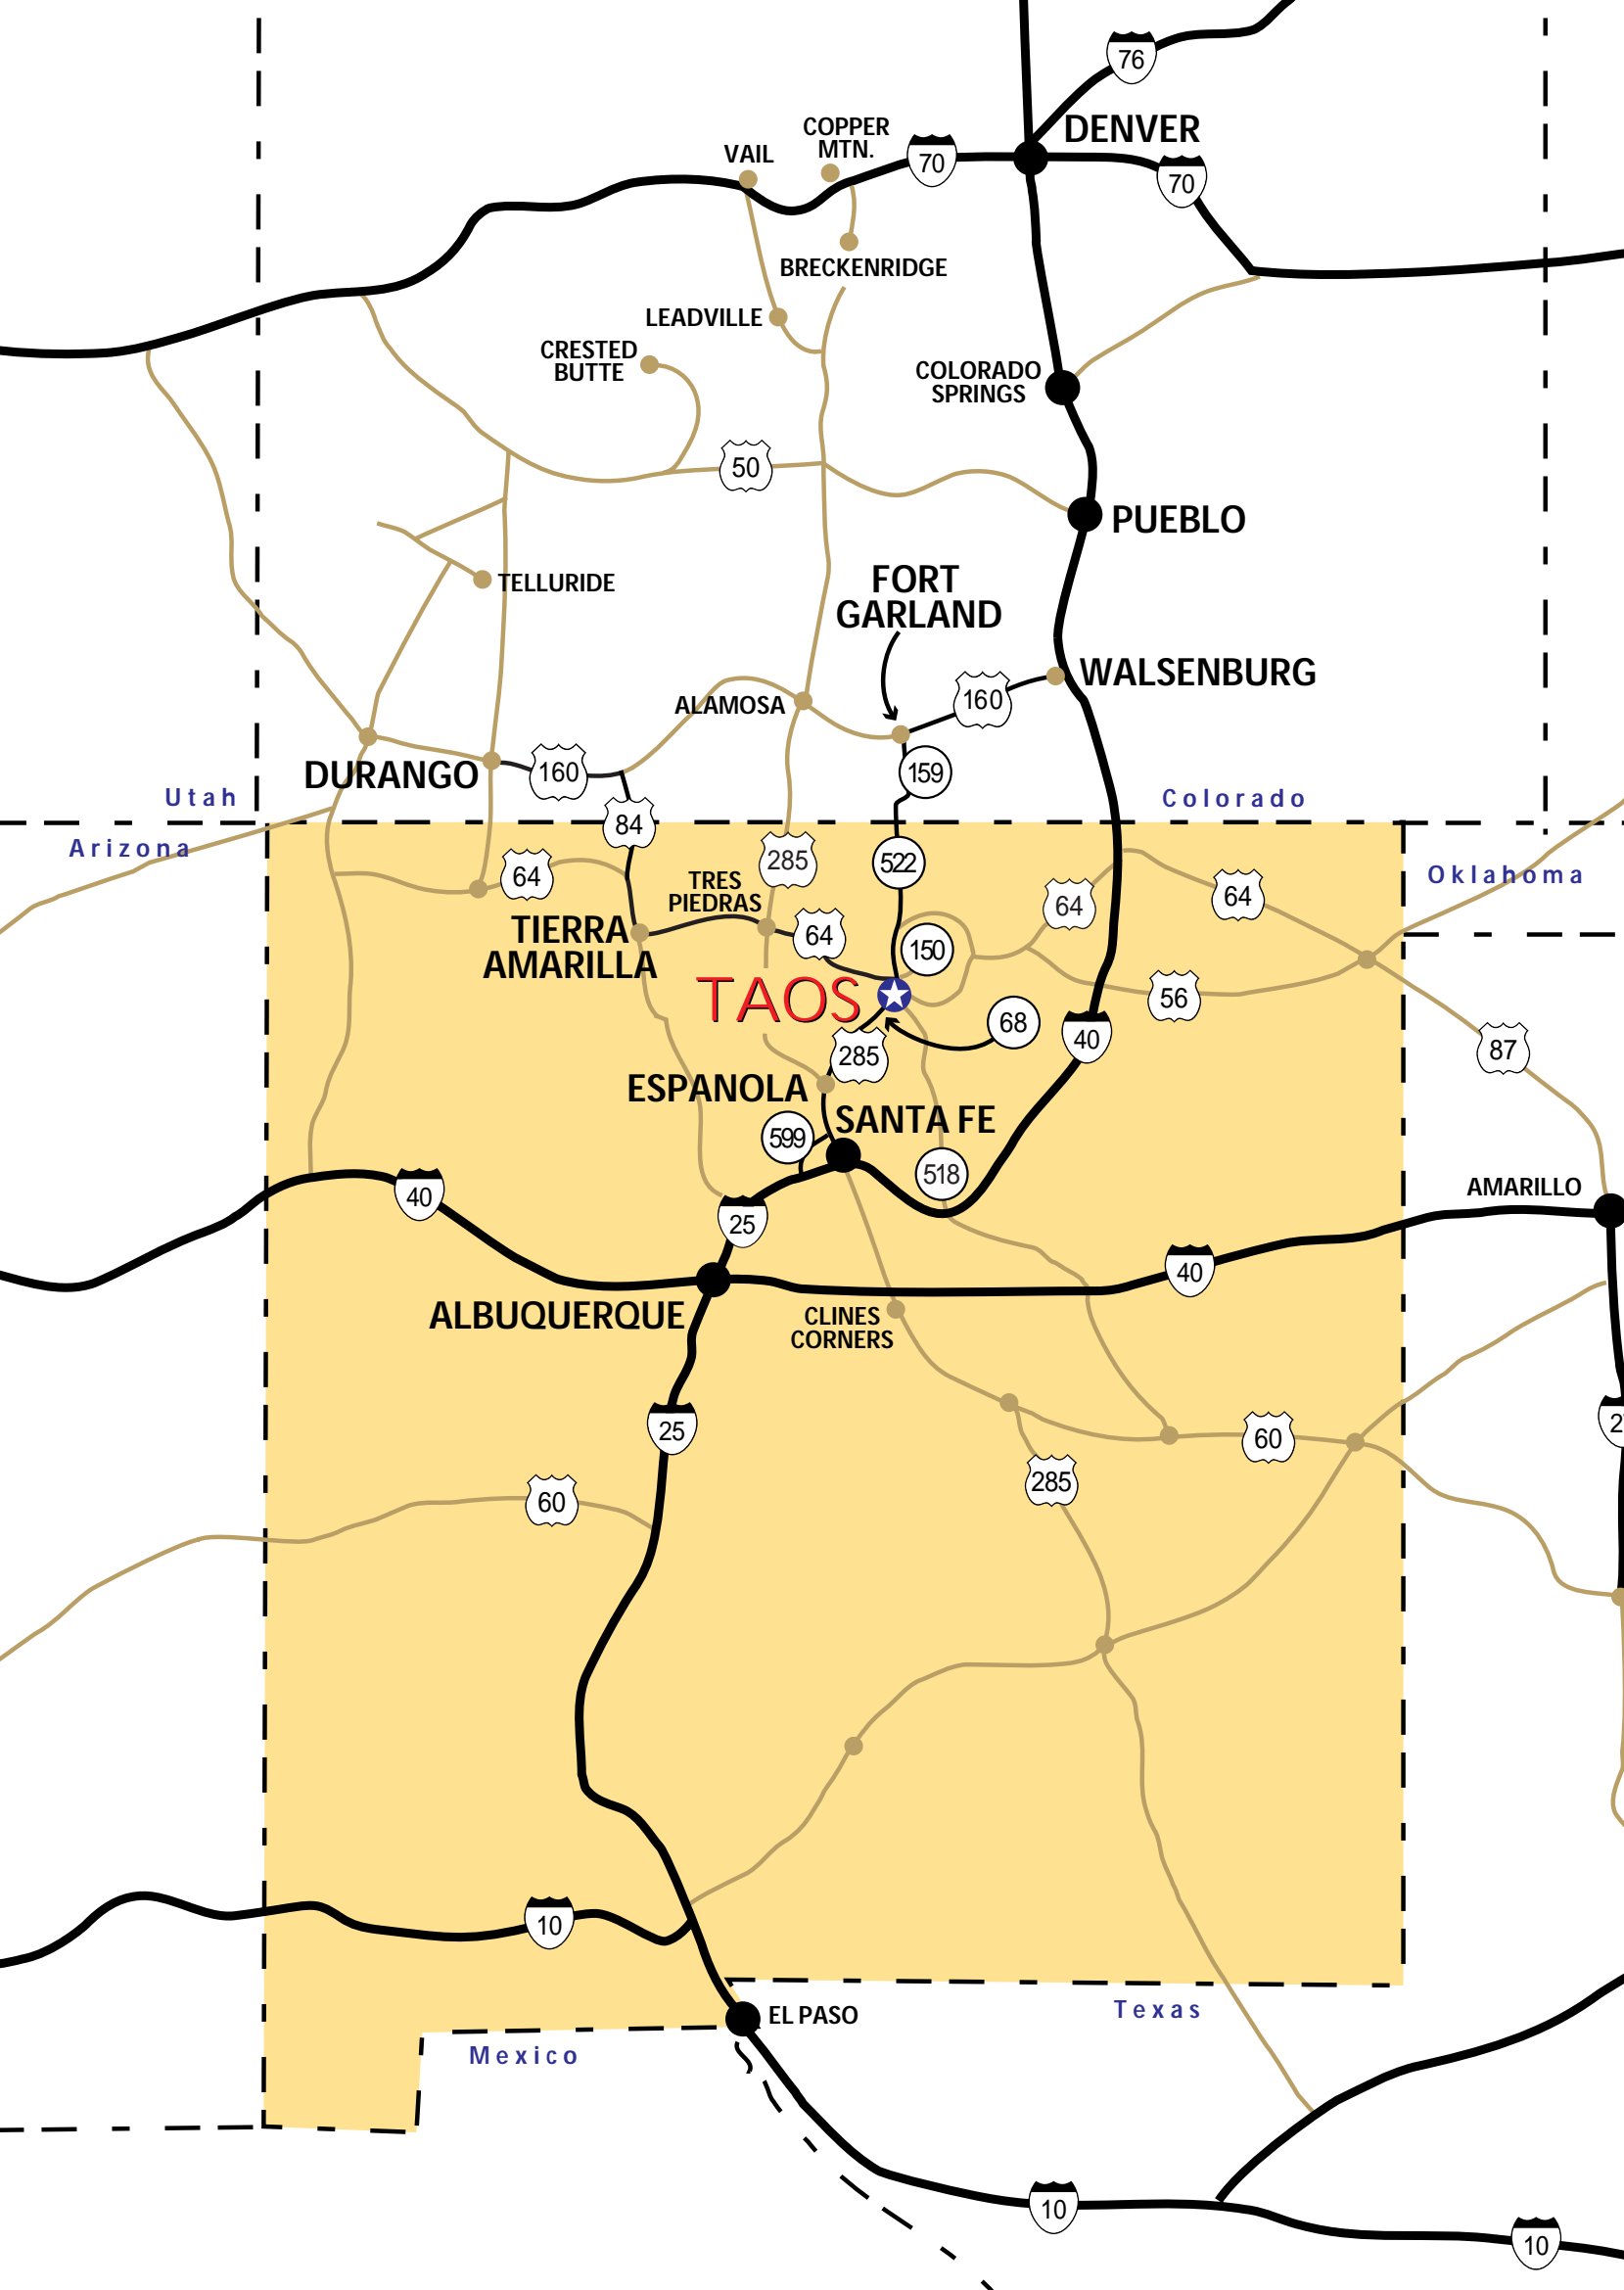 76
DENVER
COPPER
MTN.
VAIL
70
70
BRECKENRIDGE
LEADVILLE
CRESTED
BUTTE
COLORADO
SPRINGS
50
PUEBLO
TELLURIDE
FORT
GARLAND
WALSENBURG
160
ALAMOSA
DURANGO
160
159
Utah
Colorado
84
Arizona
285
522
64
Oklahoma
TRES
PIEDRAS
64
64
TIERRA
AMARILLA
64
150
TAOS
56
68
40
285
87
ESPANOLA
SANTA FE
599
518
40
AMARILLO
25
40
ALBUQUERQUE
CLINES
CORNERS
25
60
285
60
10
EL PASO
Texas
Mexico
10
10